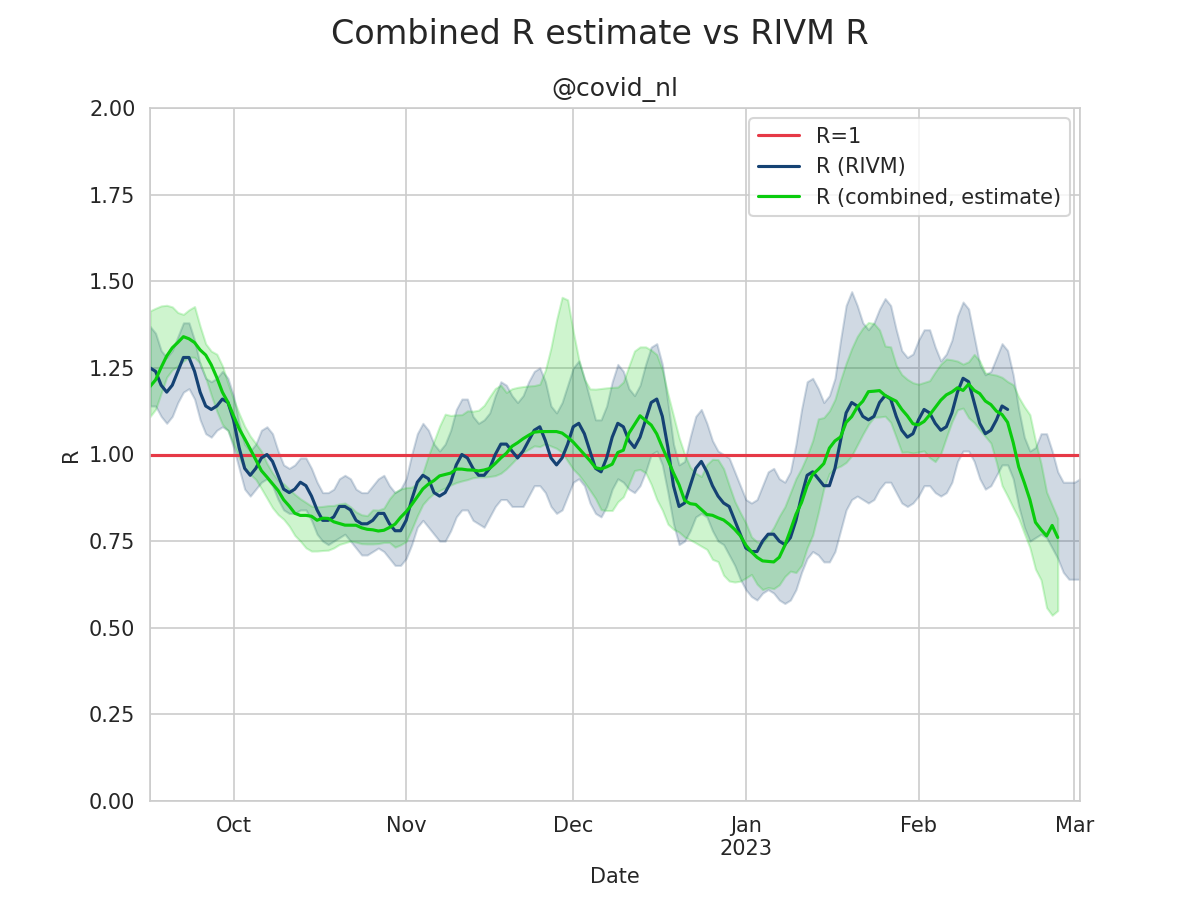 Combined R estimate vs RIVM R
@covid_nl
2.00
1.75
1.50
1.25
1.00
0.75
0.50
0.25
0.00
R
R=1
R (RIVM)
R (combined, estimate)
Oct Nov Dec Jan Feb Mar
2023
Date